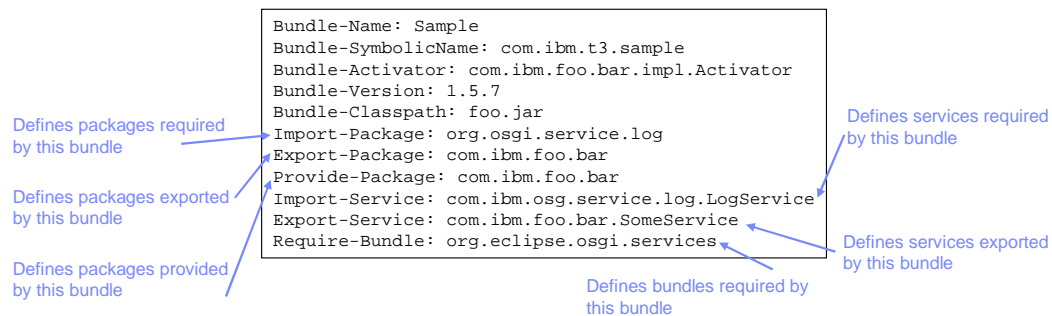 Bundle-Name: Sample
Bundle-SymbolicName: com.ibm.t3.sample
Bundle-Activator: com.ibm.foo.bar.impl.Activator
Bundle-Version: 1.5.7
Bundle-Classpath: foo.jar
Import-Package: org.osgi.service.log
Export-Package: com.ibm.foo.bar
Provide-Package: com.ibm.foo.bar
Import-Service: com.ibm.osg.service.log.LogService
Export-Service: com.ibm.foo.bar.SomeService
Require-Bundle: org.eclipse.osgi.services
Defines packages required
by this bundle
Defines packages exported
by this bundle
Defines packages provided
by this bundle
Defines services required
by this bundle
Defines services exported
by this bundle
Defines bundles required by
this bundle